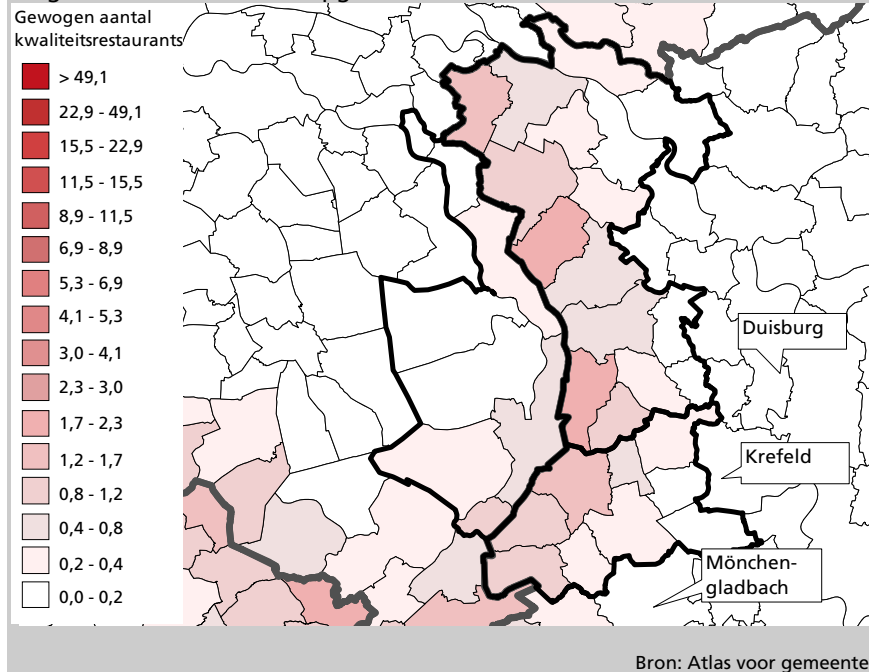 Gewogen aantal
kwaliteitsrestaurants
> 49,1
22,9 - 49,1
15,5 - 22,9
11,5 - 15,5
8,9 - 11,5
6,9 - 8,9
5,3 - 6,9
4,1 - 5,3
3,0 - 4,1
2,3 - 3,0
1,7 - 2,3
1,2 - 1,7
0,8 - 1,2
0,4 - 0,8
0,2 - 0,4
0,0 - 0,2
Duisburg
Krefeld
Mönchen-
gladbach
Bron: Atlas voor gemeente